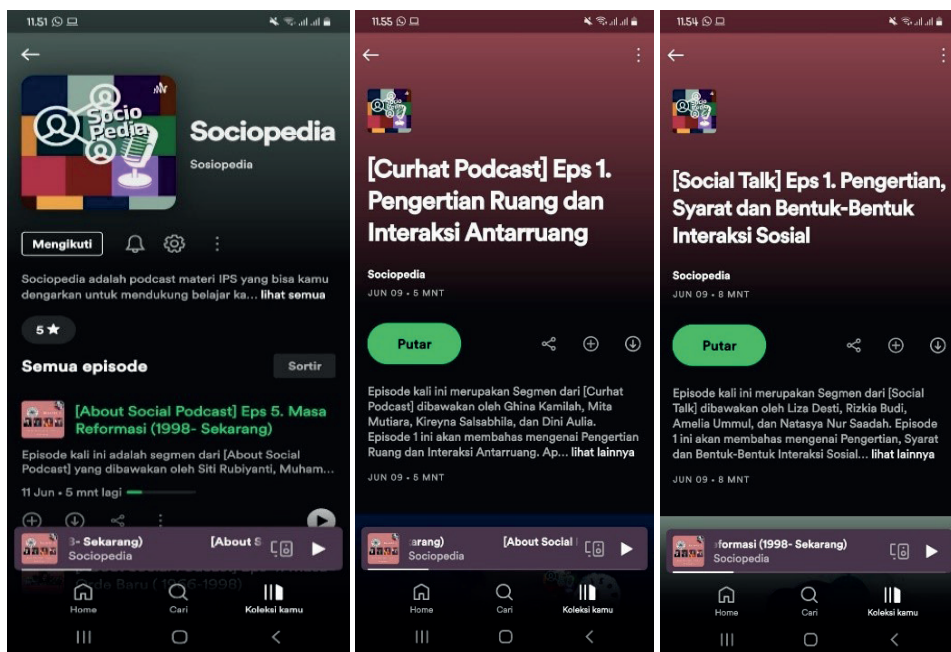 11.51
Socio
Pedia
Sociopedia
Sosiopedia
Mengikuti
Sociopedia adalah podcast materi IPS yang bisa kamu
dengarkan untuk mendukung belajar ka... lihat semua
5★
Semua episode
Sortir
[About Social Podcast] Eps 5. Masa
Reformasi (1998- Sekarang)
Episode kali ini adalah segmen dari [About Social
Podcast] yang dibawakan oleh Siti Rubiyanti, Muham...
11 Jun • 5 mnt lagi
3- Sekarang)
[About S
Sociopedia
Orde Baru ( 1966-1998)
Home
Cari
Koleksi kamu
11.55
[Curhat Podcast] Eps 1.
Pengertian Ruang dan
Interaksi Antarruang
Sociopedia
JUN 09 • 5 MNT
Putar
Episode kali ini merupakan Segmen dari [Curhat
Podcast] dibawakan oleh Ghina Kamilah, Mita
Mutiara, Kireyna Salsabhila, dan Dini Aulia.
Episode 1 ini akan membahas mengenai Pengertian
Ruang dan Interaksi Antarruang. Ap... lihat lainnya
JUN 09 • 5 MNT
arang)
[About Social
Sociopedia
Home
Cari
Koleksi kamu
11.54
[Social Talk] Eps 1. Pengertian,
Syarat dan Bentuk-Bentuk
Interaksi Sosial
Sociopedia
JUN 09 • 8 MNT
Putar
Episode kali ini merupakan Segmen dari [Social
Talk] dibawakan oleh Liza Desti, Rizkia Budi,
Amelia Ummul, dan Natasya Nur Saadah. Episode
1 ini akan membahas mengenai Pengertian, Syarat
dan Bentuk-Bentuk Interaksi Sosial... lihat lainnya
JUN 09 • 8 MNT
formasi (1998- Sekarang)
Sociopedia
Home
Cari
Koleksi kamu